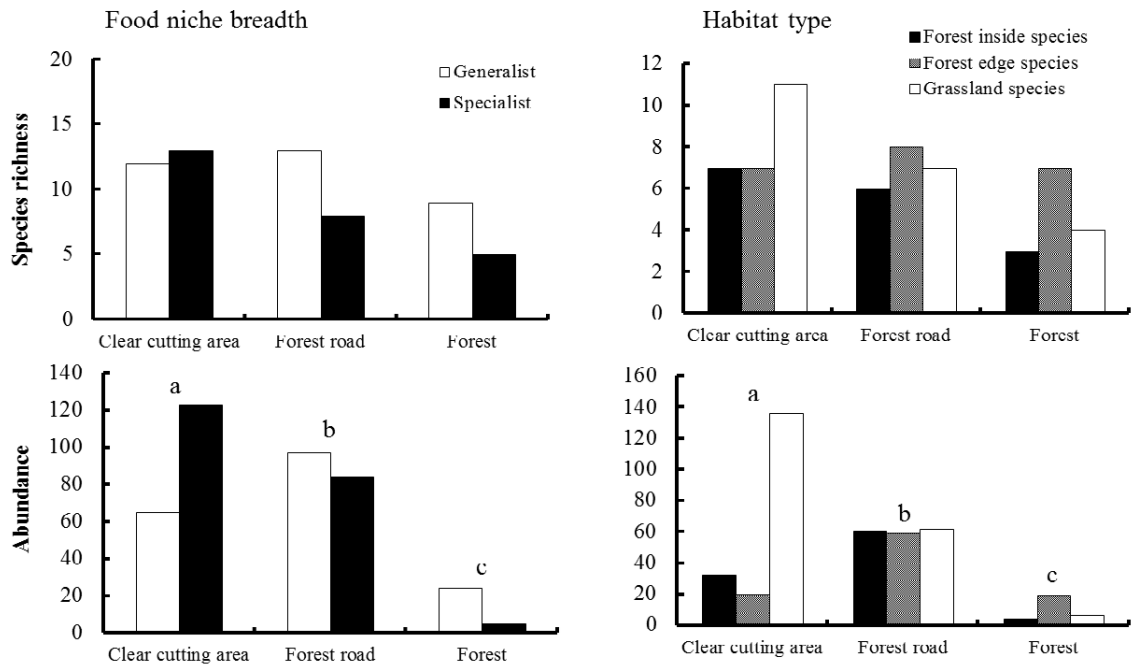 Food niche breadth
Habitat type
Species richness
20
15
10
5
0
Generalist
Specialist
Clear cutting area Forest road Forest
12
10
8
6
4
2
0
Forest inside species
Forest edge species
Grassland species
Clear cutting area Forest road Forest
Abundance
140
120
100
80
60
40
20
0
a
b
c
Clear cutting area Forest road Forest
160
140
120
100
80
60
40
20
0
a
b
c
Clear cutting area Forest road Forest